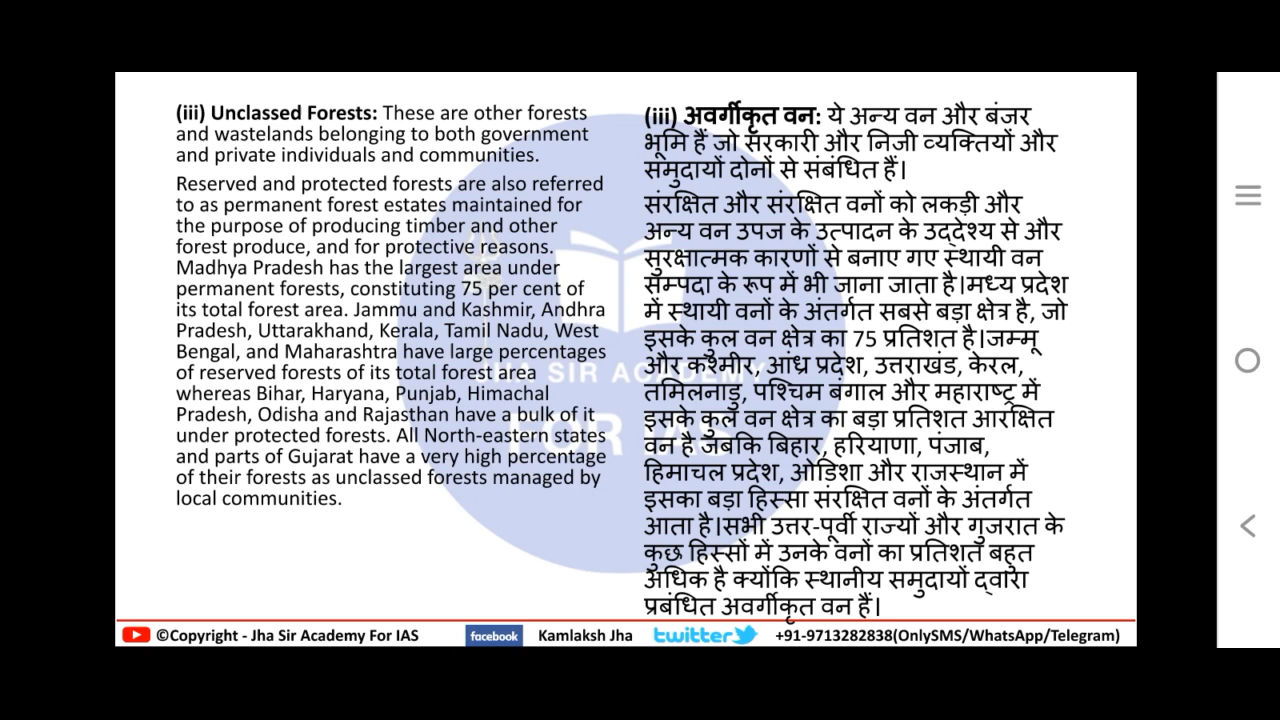 (iii) Unclassed Forests: These are other forests
and wastelands belonging to both government
and private individuals and communities.
Reserved and protected forests are also referred
to as permanent forest estates maintained for
the purpose of producing timber and other
forest produce, and for protective reasons.
Madhya Pradesh has the largest area under
permanent forests, constituting 75 per cent of
its total forest area. Jammu and Kashmir, Andhra
Pradesh, Uttarakhand, Kerala, Tamil Nadu, West
Bengal, and Maharashtra have large percentages
of reserved forests of its total forest area
whereas Bihar, Haryana, Punjab, Himachal
Pradesh, Odisha and Rajasthan have a bulk of it
under protected forests. All North-eastern states
and parts of Gujarat have a very high percentage
of their forests as unclassed forests managed by
local communities.
(iii) अवर्गीकृत वन: ये अन्य वन और बंजर
भूमि हैं जो सरकारी और निजी व्यक्तियों और
समुदायों दोनों से संबंधित हैं।
संरक्षित और संरक्षित वनों को लकड़ी और
अन्य वन उपज के उत्पादन के उद्देश्य से और
सुरक्षात्मक कारणों से बनाए गए स्थायी वन
सम्पदा के रूप में भी जाना जाता है।मध्य प्रदेश
में स्थायी वनों के अंतर्गत सबसे बड़ा क्षेत्र है, जो
इसके कुल वन क्षेत्र का 75 प्रतिशत है।जम्मू
और कश्मीर, आंध्र प्रदेश, उत्तराखंड, केरल,
तमिलनाडु, पश्चिम बंगाल और महाराष्ट्र में
इसके कुल वन क्षेत्र का बड़ा प्रतिशत आरक्षित
वन है जबकि बिहार, हरियाणा, पंजाब,
हिमाचल प्रदेश, ओडिशा और राजस्थान में
इसका बड़ा हिस्सा संरक्षित वनों के अंतर्गत
आता है।सभी उत्तर-पूर्वी राज्यों और गुजरात के
कुछ हिस्सों में उनके वनों का प्रतिशत बहुत
अधिक है क्योंकि स्थानीय समुदायों द्वारा
प्रबंधित अवर्गीकृत वन हैं।
JHA SIR ACADEMY
FOR IAS
©Copyright - Jha Sir Academy For IAS facebook Kamlaksh Jha twitter +91-9713282838(OnlySMS/WhatsApp/Telegram)